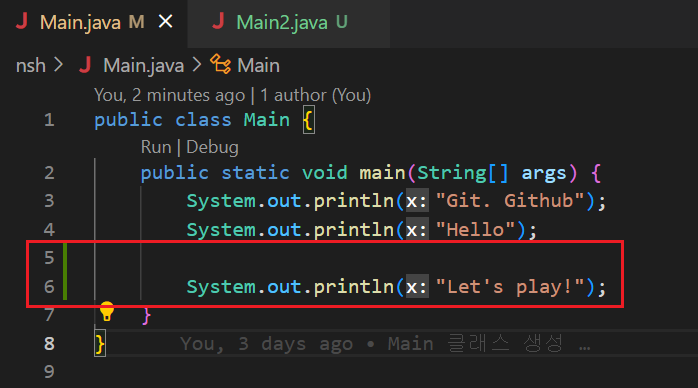 Main.java M
Main2.java U
nsh > Main.java > Main
You, 2 minutes ago | 1 author (You)
1 public class Main {
Run | Debug
2 public static void main(String[] args) {
3 System.out.println(x: "Git. Github");
4 System.out.println(x: "Hello");
5
6 System.out.println(x: "Let's play!");
7 }
8 } You, 3 days ago • Main 클래스 생성 …
9